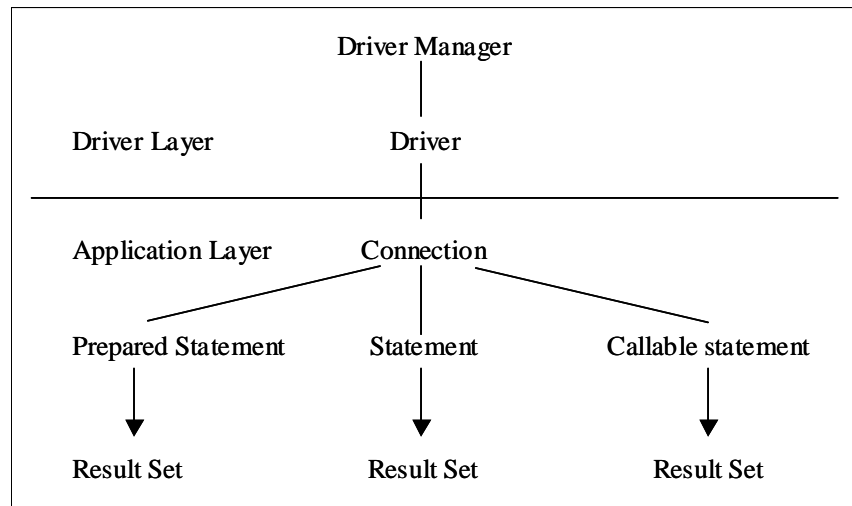 Driver Manager
Driver Layer Driver
Application Layer Connection
Prepared Statement Statement Callable statement
Result Set Result Set Result Set